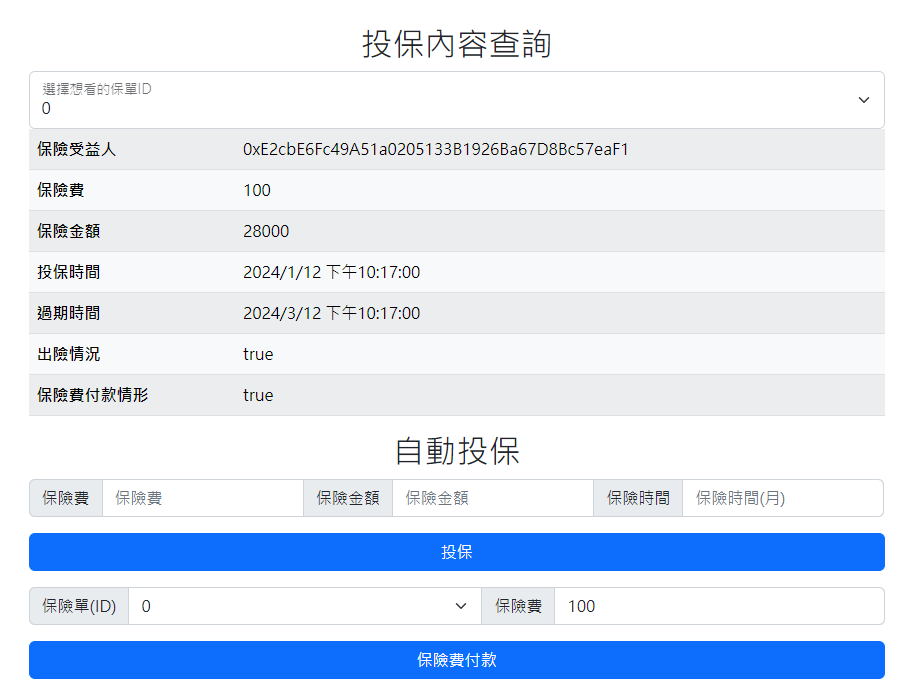 投保內容查詢
選擇想看的保單ID
0
保險受益人 0xE2cbE6Fc49A51a0205133B1926Ba67D8Bc57eaF1
保險費 100
保險金額 28000
投保時間 2024/1/12 下午10:17:00
過期時間 2024/3/12 下午10:17:00
出險情況 true
保險費付款情形 true
自動投保
保險費 保險費 保險金額 保險金額 保險時間 保險時間(月)
投保
保險單(ID) 0 保險費 100
保險費付款